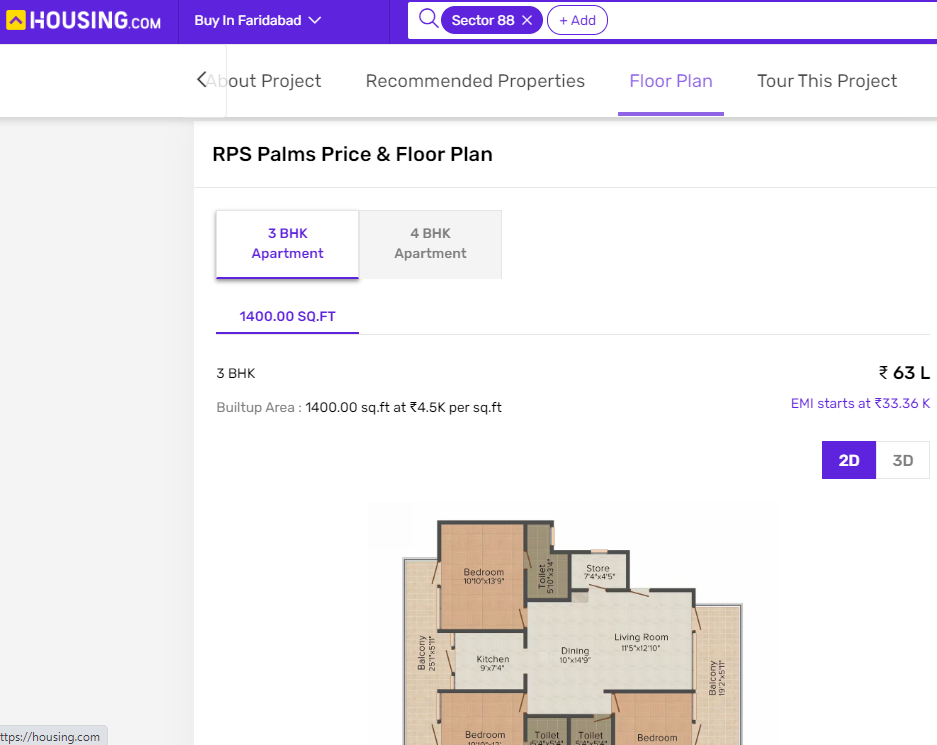 HOUSING.COM
Buy In Faridabad
Sector 88
+ Add
About Project
Recommended Properties
Floor Plan
Tour This Project
RPS Palms Price & Floor Plan
3 BHK
Apartment
4 BHK
Apartment
1400.00 SQ.FT
3 BHK
₹ 63 L
Builtup Area : 1400.00 sq.ft at ₹4.5K per sq.ft
EMI starts at ₹33.36 K
2D
3D
Bedroom
10'10"x13'9"
Toilet
5'10"x3'4"
Store
7'4"x4'5"
Balcony
25'1"x5'11"
Kitchen
9'x7'4"
Dining
10'x14'9"
Living Room
11'5"x12'10"
Balcony
19'2"x5'11"
Bedroom
Toilet
Toilet
Bedroom
ttps://housing.com